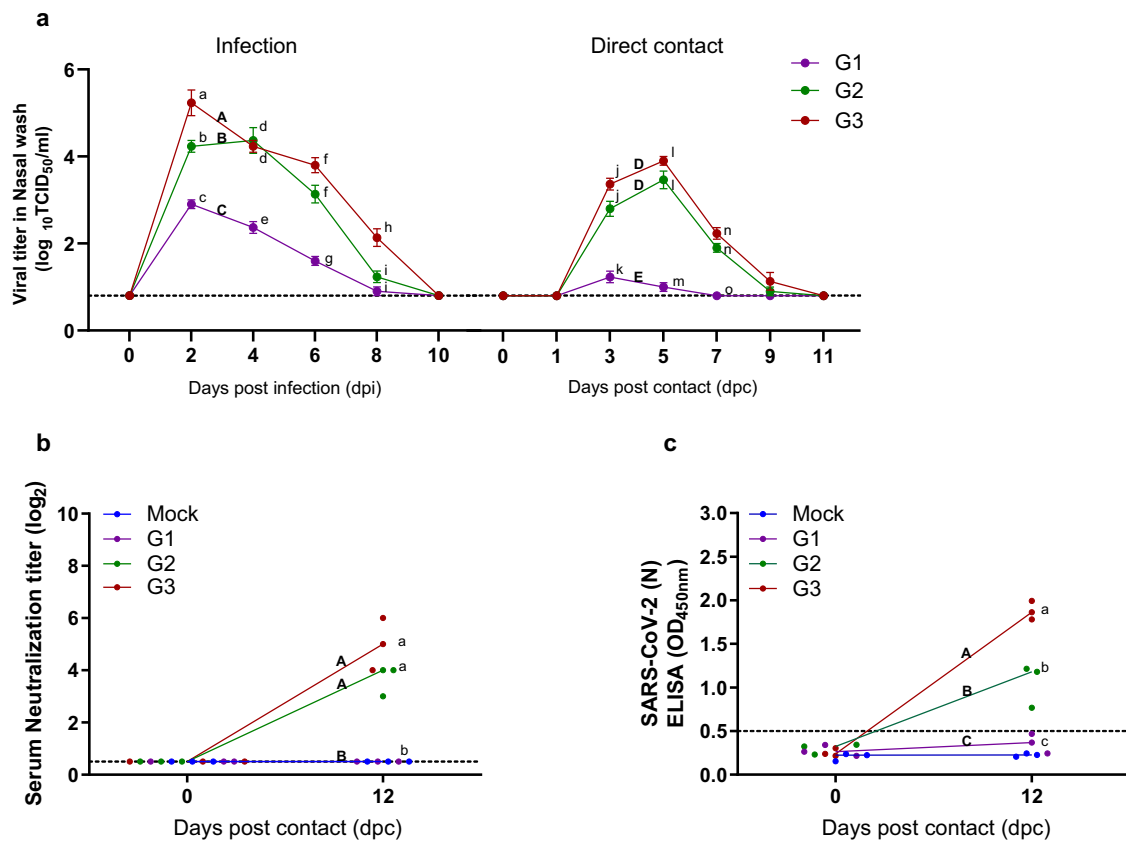 a
Infection
Direct contact
G1
G2
G3
Viral titer in Nasal wash
(log 10TCID50/ml)
6
4
2
0
a
A
b
B
c
C
d
d
e
f
f
g
h
i
i
j
D
l
j
D
l
k
E
m
n
n
o
0 2 4 6 8 10
0 1 3 5 7 9 11
Days post infection (dpi)
Days post contact (dpc)
b
Serum Neutralization titer (log2)
10
8
6
4
2
0
Mock
G1
G2
G3
A
a
A
a
B
b
0 12
Days post contact (dpc)
c
SARS-CoV-2 (N)
ELISA (OD450nm)
3.0
2.5
2.0
1.5
1.0
0.5
0.0
Mock
G1
G2
G3
A
a
B
b
C
c
0 12
Days post contact (dpc)